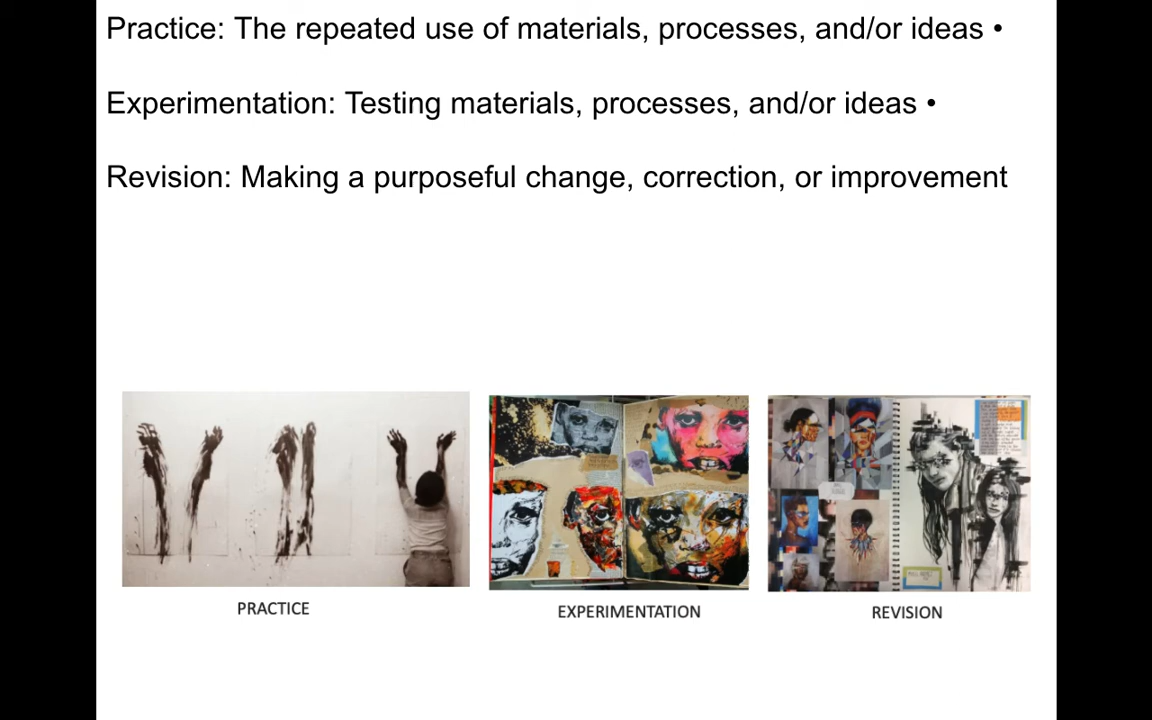 Practice: The repeated use of materials, processes, and/or ideas •
Experimentation: Testing materials, processes, and/or ideas •
Revision: Making a purposeful change, correction, or improvement
PRACTICE
EXPERIMENTATION
REVISION